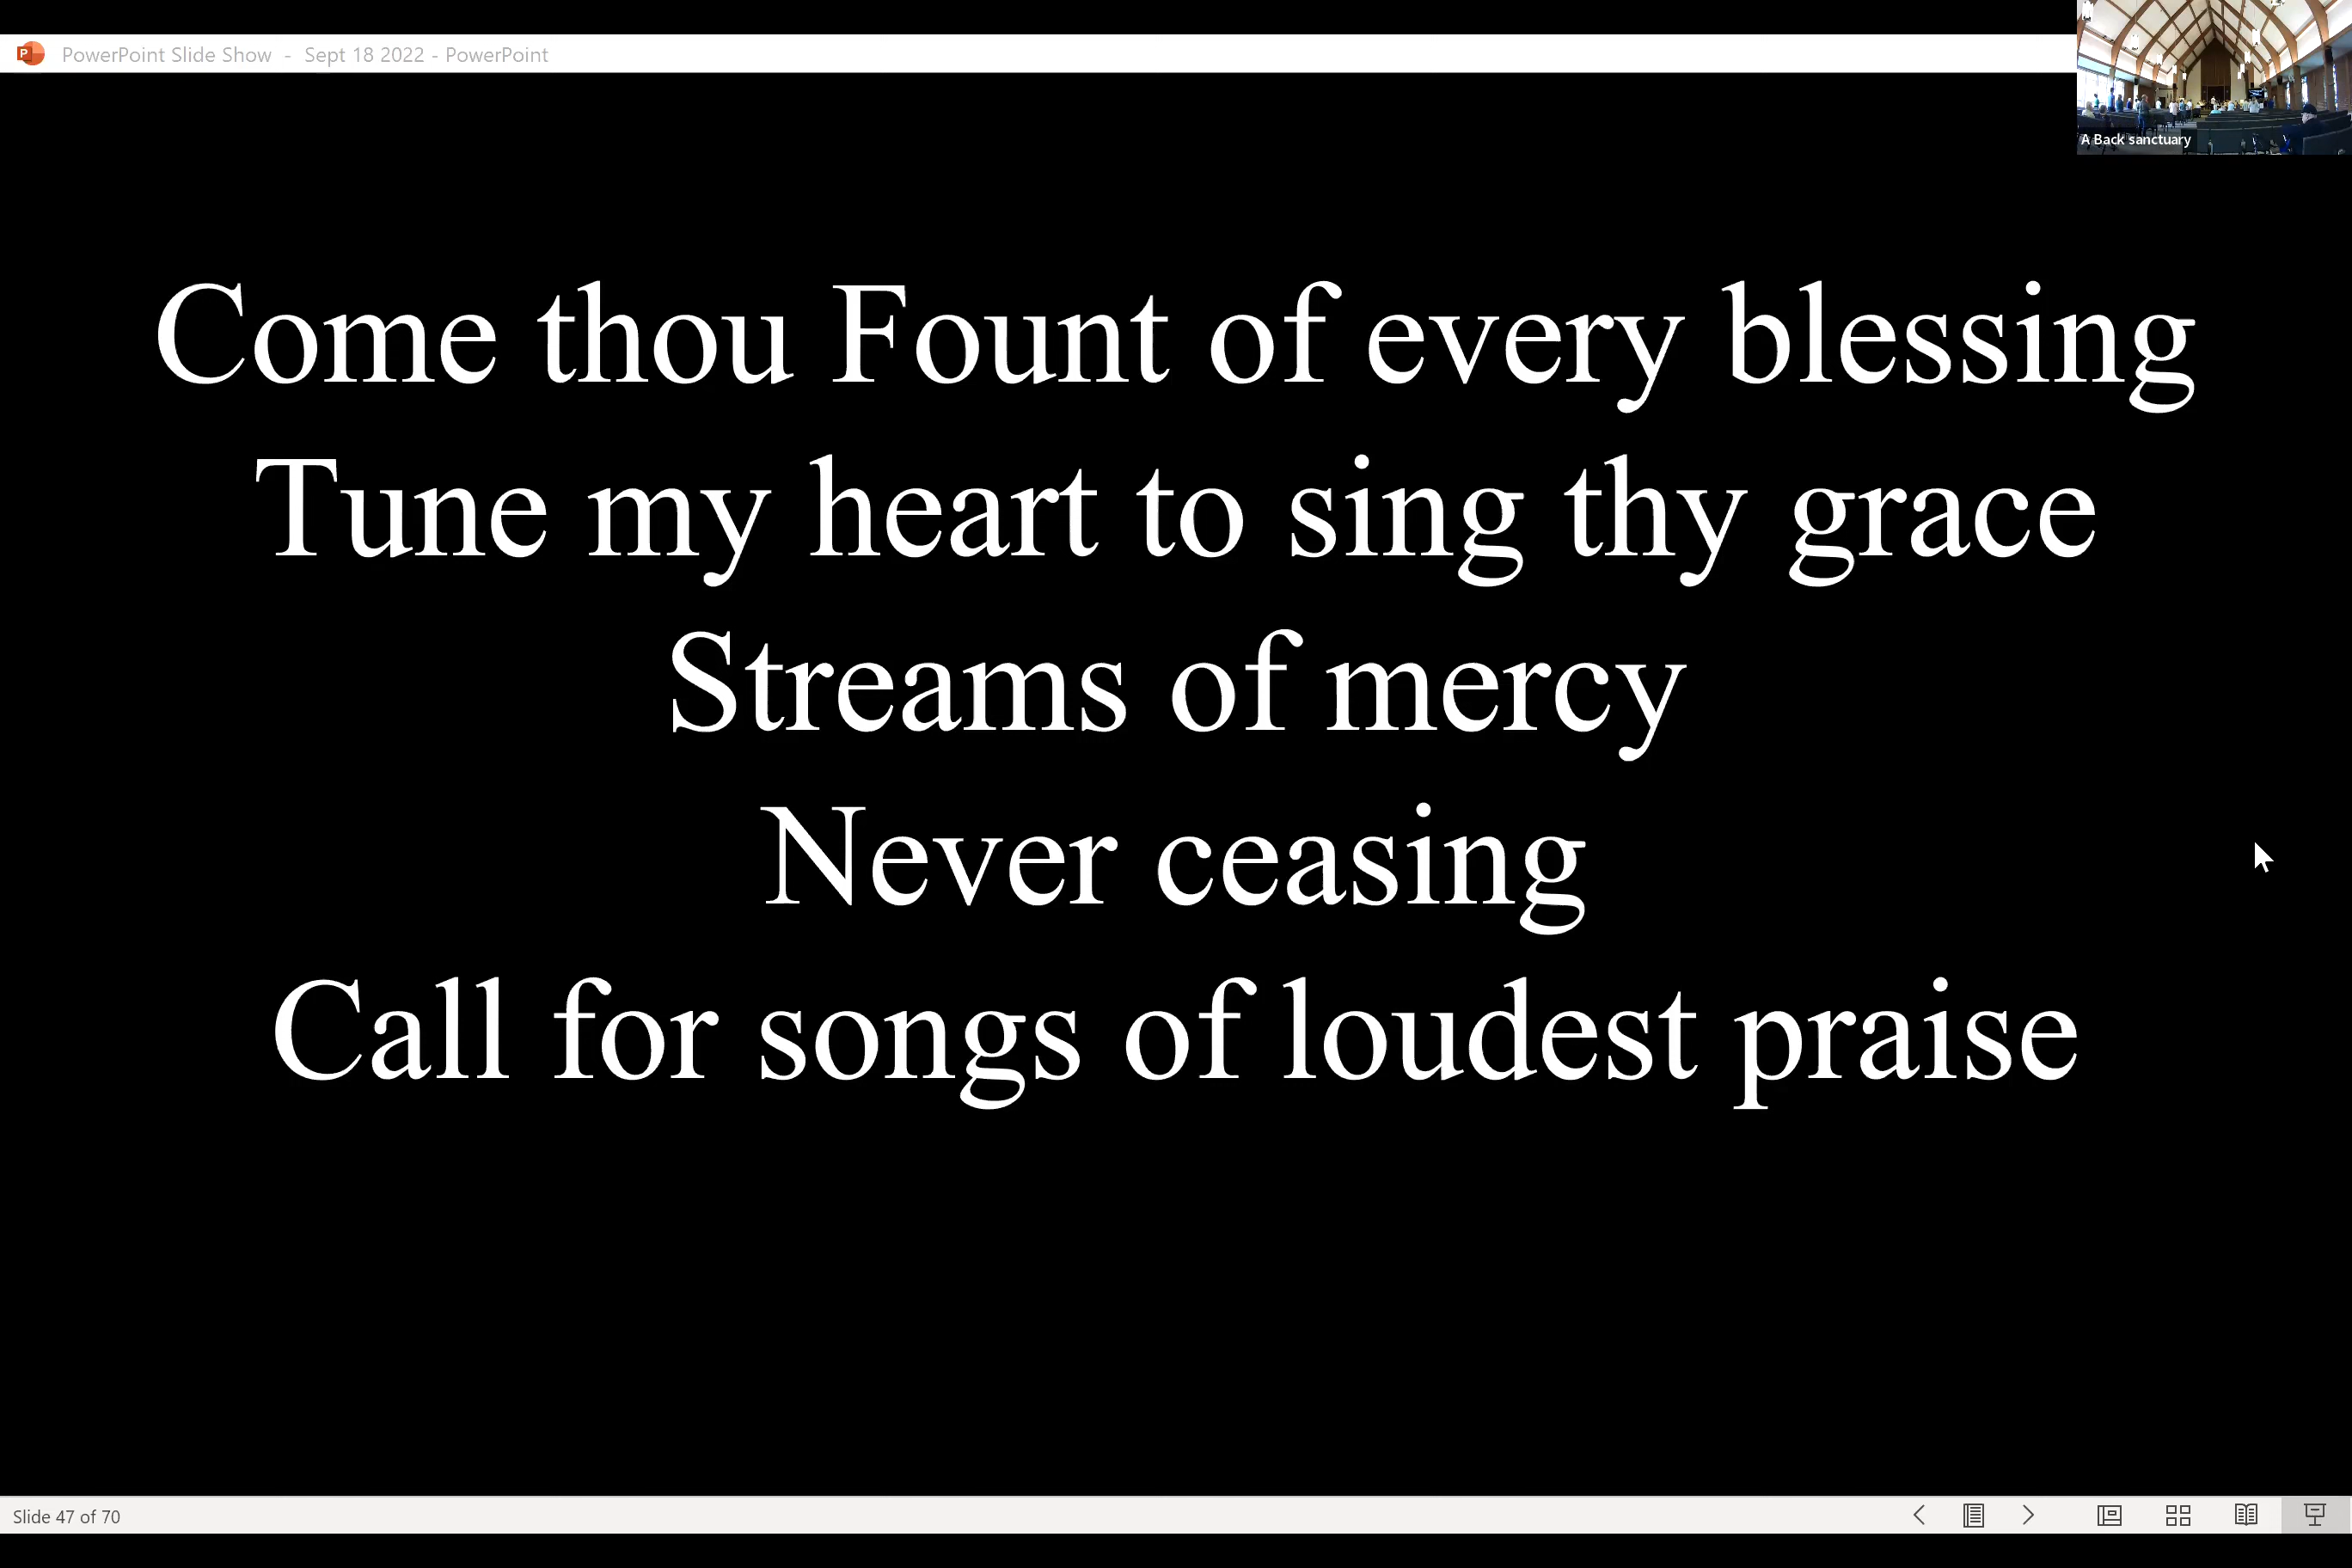 PowerPoint Slide Show - Sept 18 2022 - PowerPoint
A Back sanctuary
Come thou Fount of every blessing
Tune my heart to sing thy grace
Streams of mercy
Never ceasing
Call for songs of loudest praise
Slide 47 of 70